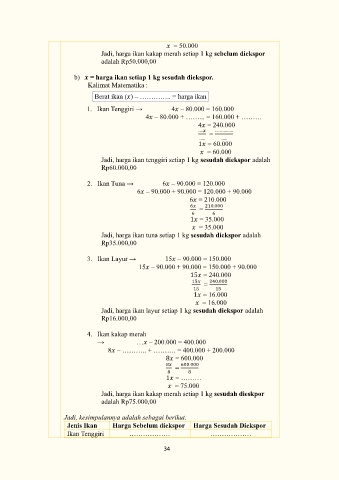 x = 50.000
Jadi, harga ikan kakap merah setiap 1 kg sebelum diekspor
adalah Rp50.000,00
b) x = harga ikan setiap 1 kg sesudah diekspor.
Kalimat Matematika :
Berat ikan (x) – ………….. = harga ikan
1. Ikan Tenggiri → 4x – 80.000 = 160.000
4x – 80.000 + …….. = 160.000 + ………
4x = 240.000
…x/… = ………/…
1x = 60.000
x = 60.000
Jadi, harga ikan tenggiri setiap 1 kg sesudah diekspor adalah
Rp60.000,00
2. Ikan Tuna → 6x – 90.000 = 120.000
6x – 90.000 + 90.000 = 120.000 + 90.000
6x = 210.000
6x/6 = 210.000/6
1x = 35.000
x = 35.000
Jadi, harga ikan tuna setiap 1 kg sesudah diekspor adalah
Rp35.000,00
3. Ikan Layur → 15x – 90.000 = 150.000
15x – 90.000 + 90.000 = 150.000 + 90.000
15x = 240.000
15x/15 = 240.000/15
1x = 16.000
x = 16.000
Jadi, harga ikan layur setiap 1 kg sesudah diekspor adalah
Rp16.000,00
4. Ikan kakap merah
→ …x – 200.000 = 400.000
8x – ……….. + ………. = 400.000 + 200.000
8x = 600.000
8x/8 = 600.000/8
1x = ………
x = 75.000
Jadi, harga ikan kakap merah setiap 1 kg sesudah diekspor
adalah Rp75.000,00
Jadi, kesimpulannya adalah sebagai berikut.
Jenis Ikan Harga Sebelum diekspor Harga Sesudah Diekspor
Ikan Tenggiri ………………. ……………….
34